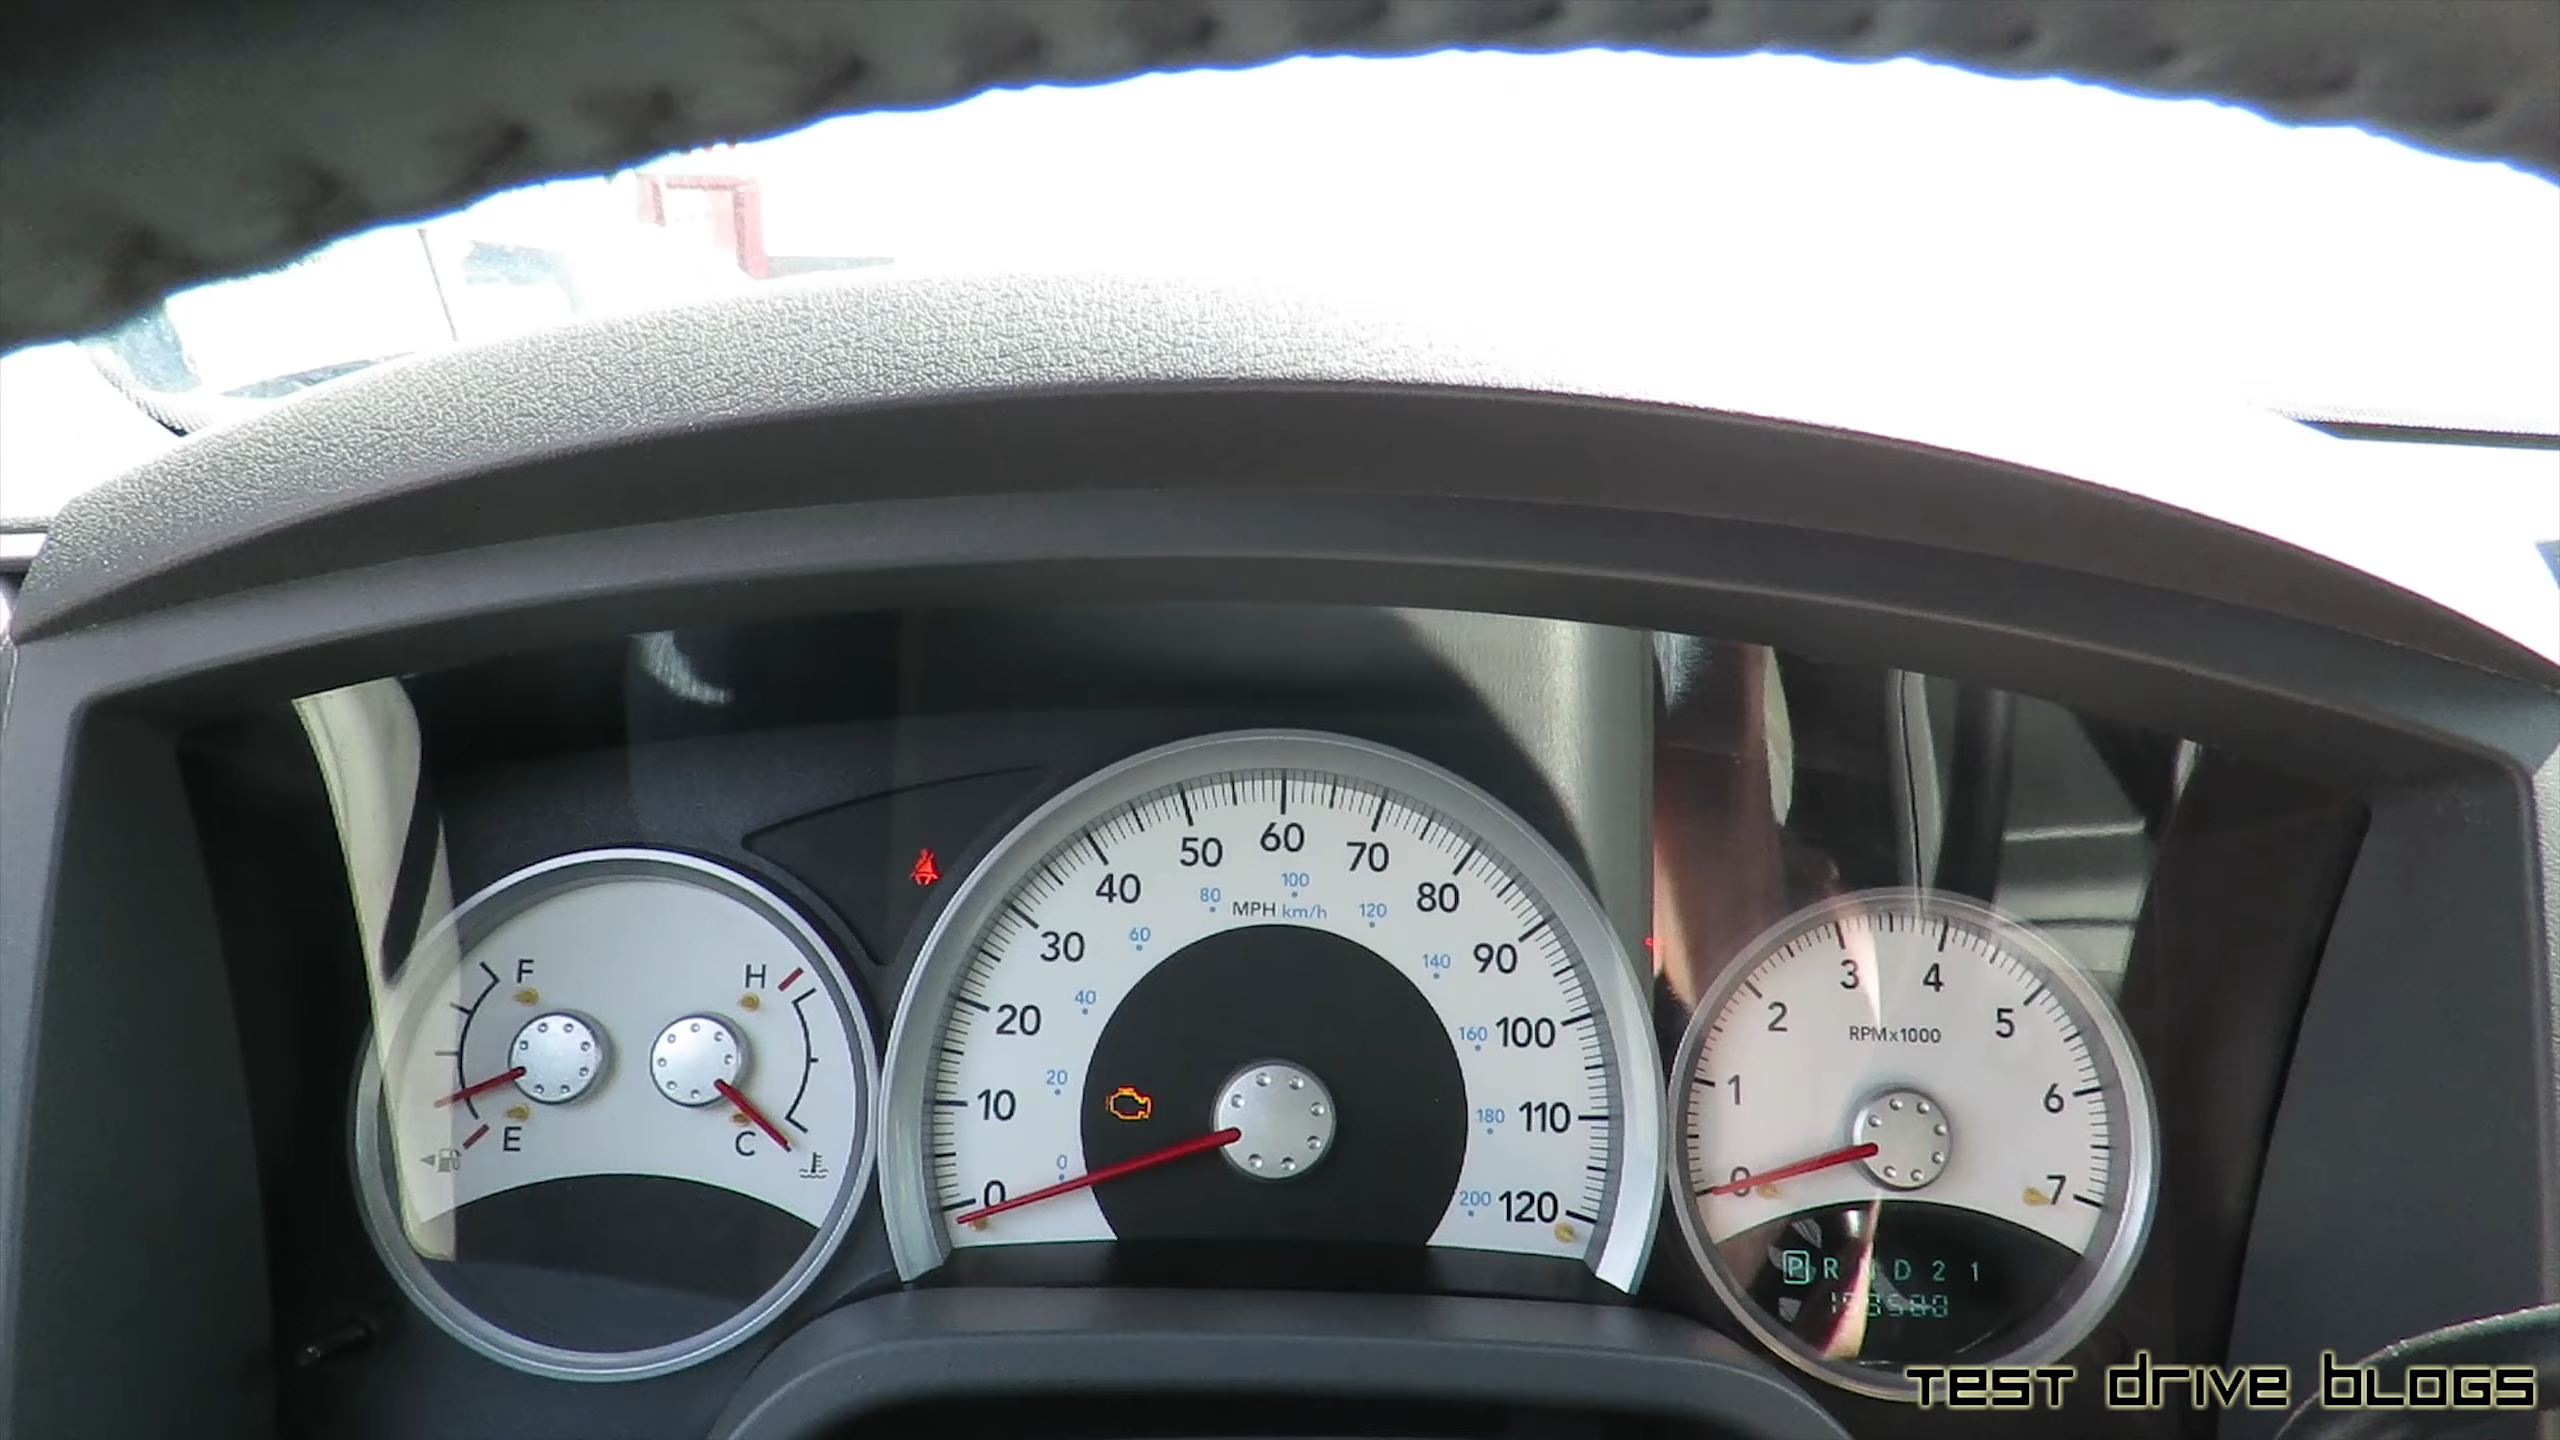 F
H
E
C
0 10 20 30 40 50 60 70 80 90 100 110 120
MPH km/h
0 20 40 60 80 100 120 140 160 180 200
0 1 2 3 4 5 6 7
RPMx1000
P R N D 2 1
TEST DRIVE BLOGS